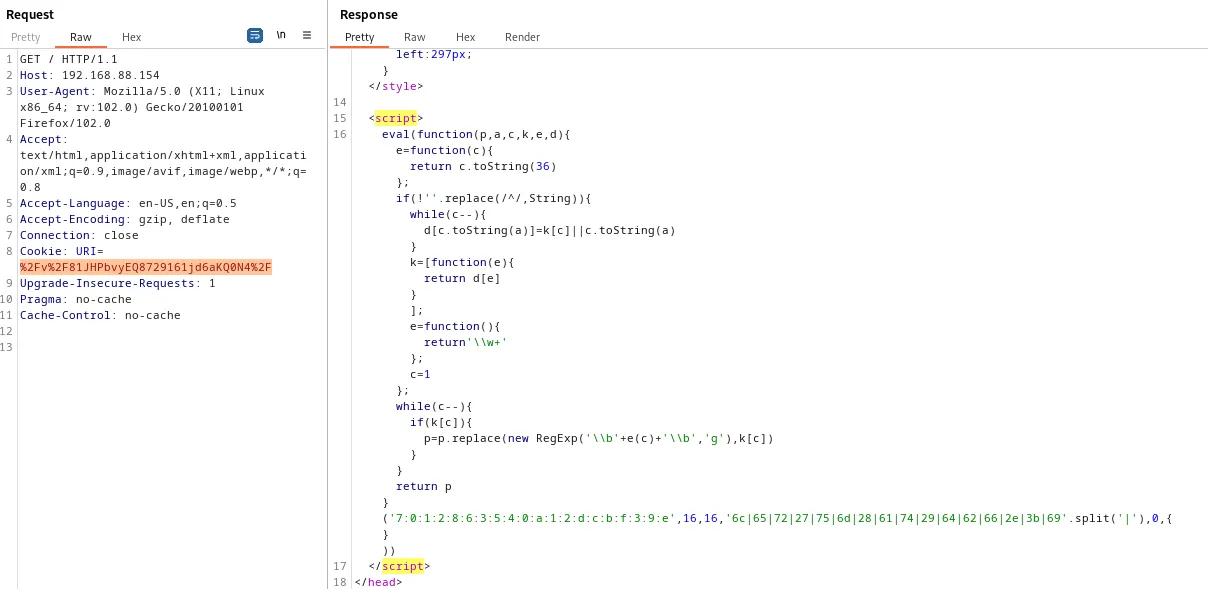 Request
Pretty Raw Hex \n
1 GET / HTTP/1.1
2 Host: 192.168.88.154
3 User-Agent: Mozilla/5.0 (X11; Linux
x86_64; rv:102.0) Gecko/20100101
Firefox/102.0
4 Accept:
text/html,application/xhtml+xml,applicati
on/xml;q=0.9,image/avif,image/webp,*/*;q=
0.8
5 Accept-Language: en-US,en;q=0.5
6 Accept-Encoding: gzip, deflate
7 Connection: close
8 Cookie: URI=
%2Fv%2F81JHPbvyEQ8729161jd6aKQ0N4%2F
9 Upgrade-Insecure-Requests: 1
10 Pragma: no-cache
11 Cache-Control: no-cache
12
13
Response
Pretty Raw Hex Render
left:297px;
}
</style>
14
15 <script>
16 eval(function(p,a,c,k,e,d){
e=function(c){
return c.toString(36)
};
if(!''.replace(/^/,String)){
while(c--){
d[c.toString(a)]=k[c]||c.toString(a)
}
k=[function(e){
return d[e]
}
];
e=function(){
return'\\w+'
};
c=1
};
while(c--){
if(k[c]){
p=p.replace(new RegExp('\\b'+e(c)+'\\b','g'),k[c])
}
}
return p
}
('7:0:1:2:8:6:3:5:4:0:a:1:2:d:c:b:f:3:9:e',16,16,'6c|65|72|27|75|6d|28|61|74|29|64|62|66|2e|3b|69'.split('|'),0,{
}
))
17 </script>
18 </head>